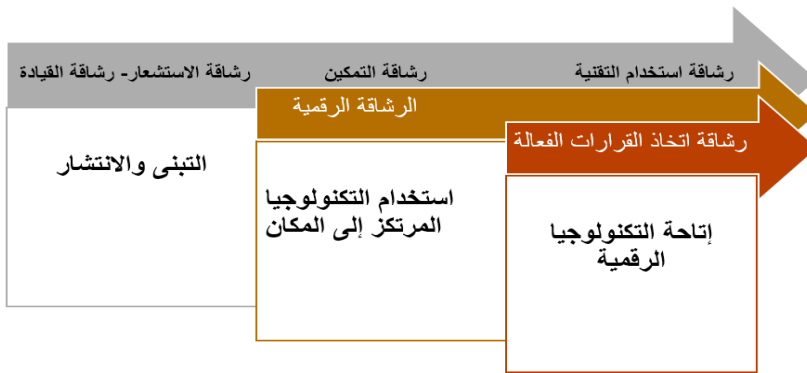 رشاقة استخدام التقنية
رشاقة التمكين
رشاقة الاستشعار- رشاقة القيادة
الرشاقة الرقمية
رشاقة اتخاذ القرارات الفعالة
التبنى والانتشار
استخدام التكنولوجيا
المرتكز إلى المكان
إتاحة التكنولوجيا
الرقمية